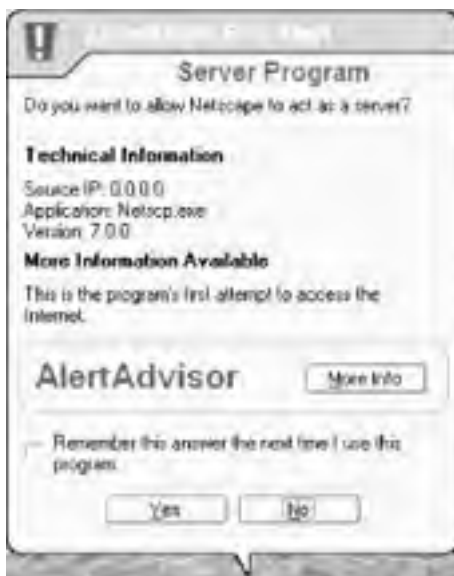 Server Program
Do you want to allow Netscape to act as a server?
Technical Information
Source IP: 0.0.0.0
Application: Netscp.exe
Version: 7.0.0
More Information Available
This is the program's first attempt to access the
Internet.
AlertAdvisor
More Info
Remember this answer the next time I use this
program.
Yes
No